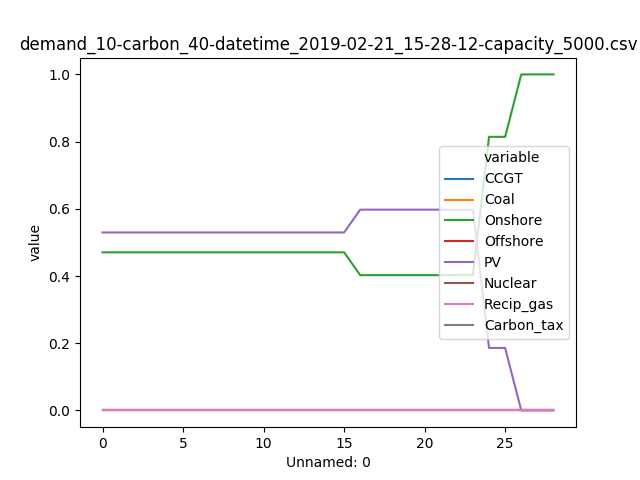 demand_10-carbon_40-datetime_2019-02-21_15-28-12-capacity_5000.csv
1.0
0.8
0.6
0.4
0.2
0.0
value
variable
CCGT
Coal
Onshore
Offshore
PV
Nuclear
Recip_gas
Carbon_tax
0 5 10 15 20 25
Unnamed: 0